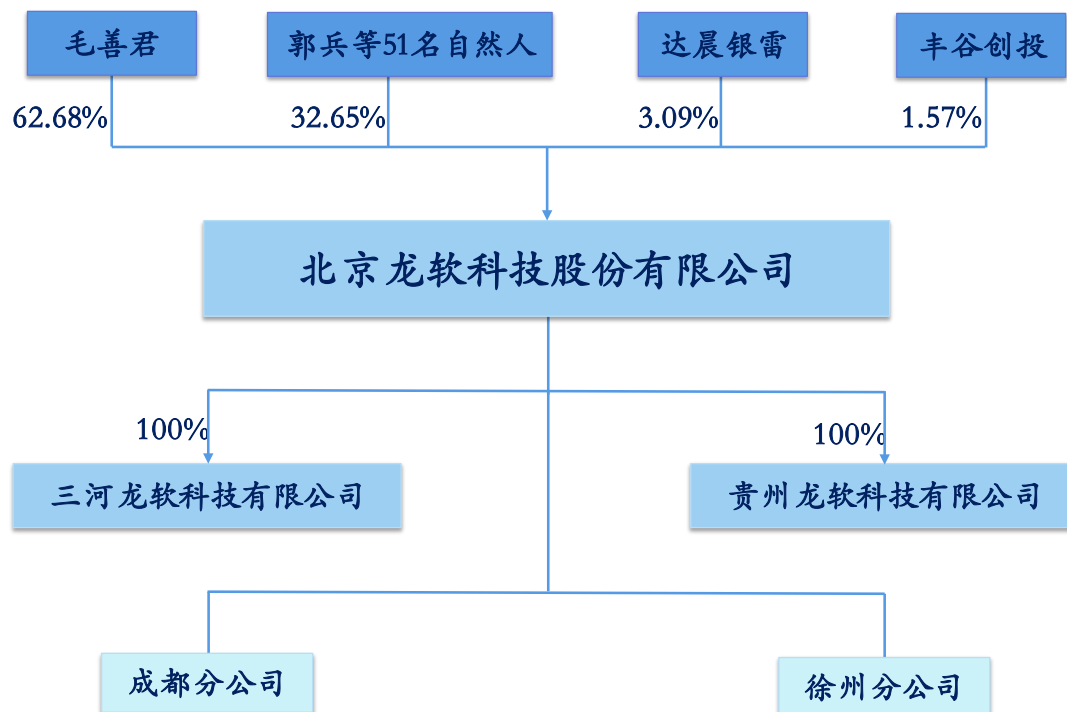 毛善君
郭兵等51名自然人
达晨银雷
丰谷创投
62.68%
32.65%
3.09%
1.57%
北京龙软科技股份有限公司
100%
100%
三河龙软科技有限公司
贵州龙软科技有限公司
成都分公司
徐州分公司